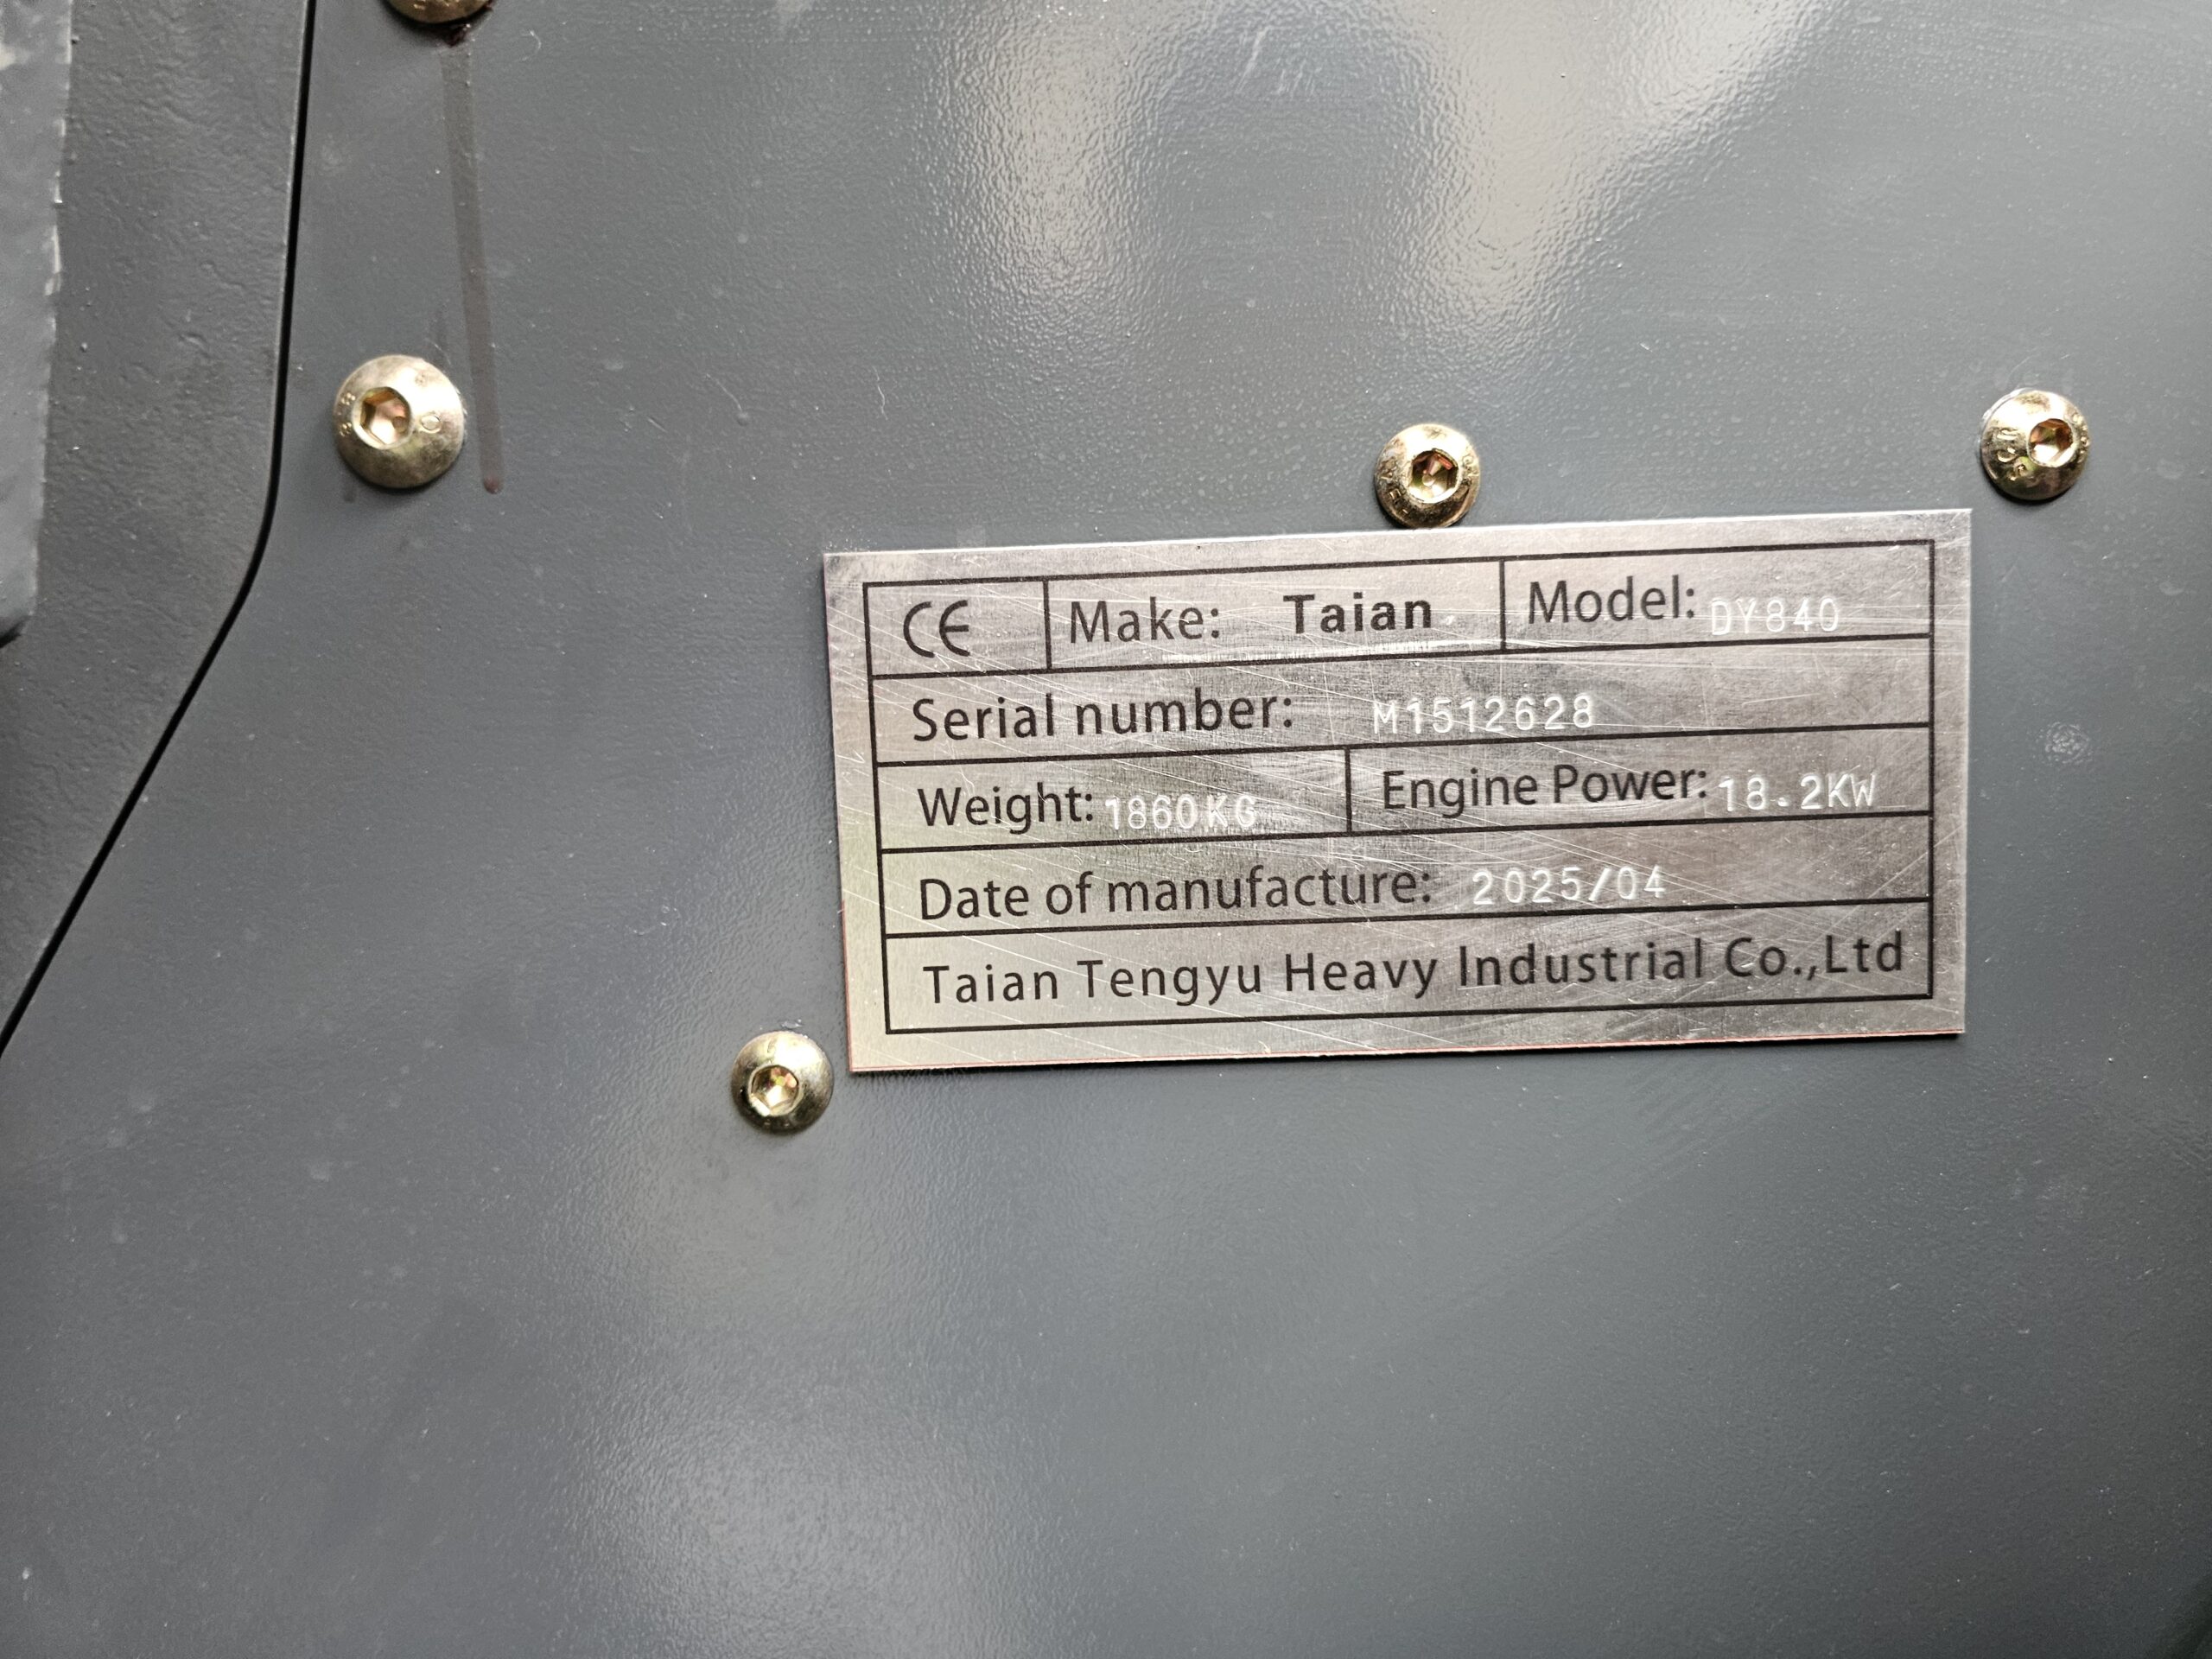 CE Make: Taian Model: DY840
Serial number: M1512628
Weight: 1860KG Engine Power: 18.2KW
Date of manufacture: 2025/04
Taian Tengyu Heavy Industrial Co.,Ltd